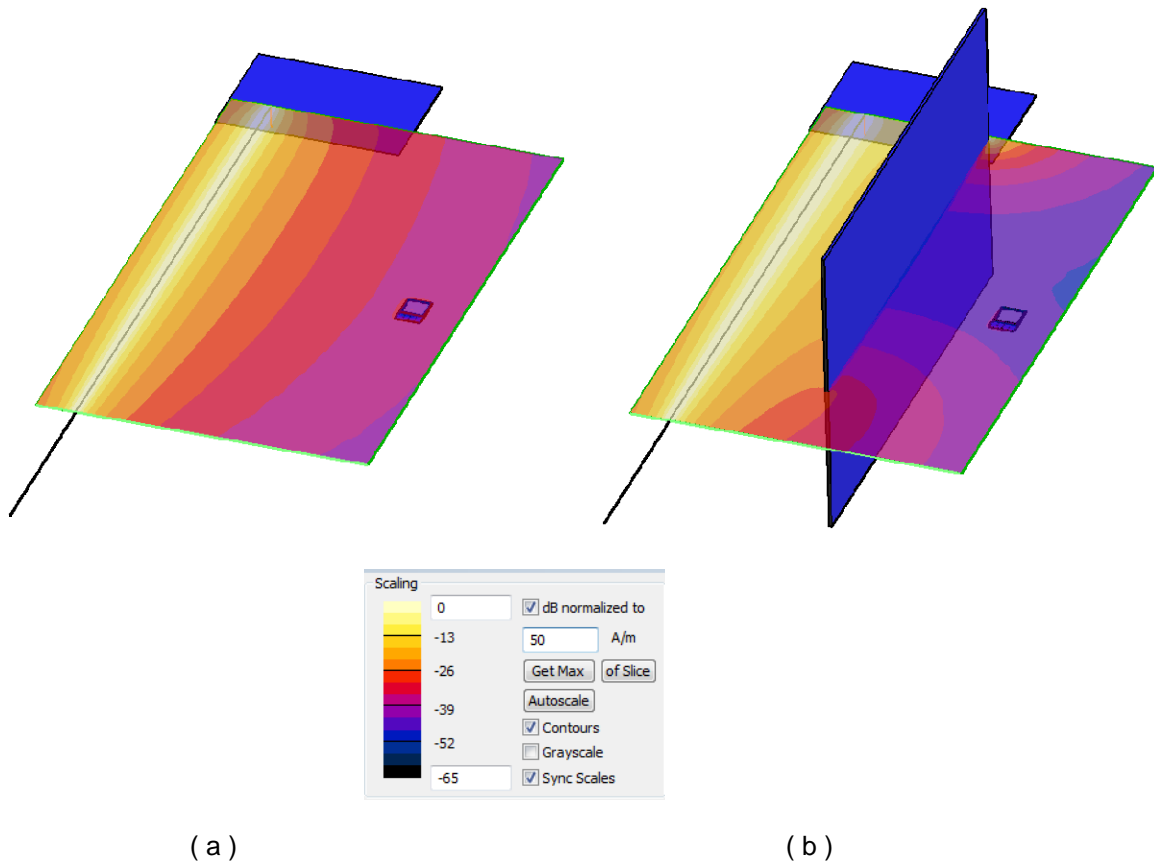 Scaling
0
dB normalized to
-13
50
A/m
-26
Get Max
of Slice
Autoscale
-39
Contours
Grayscale
-52
-65
Sync Scales
( a )
( b )